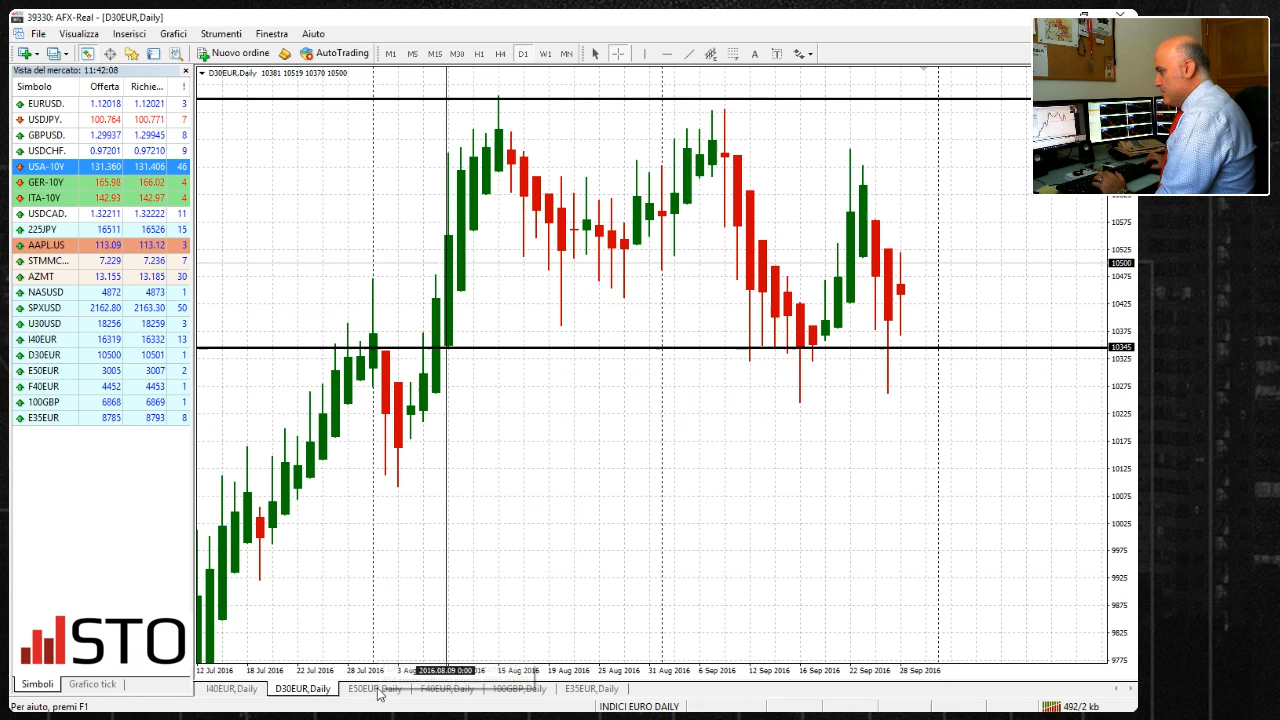 39330: AFX-Real - [D30EUR,Daily]
File Visualizza Inserisci Grafici Strumenti Finestra Aiuto
Nuovo ordine AutoTrading M1 M5 M15 M30 H1 H4 D1 W1 MN A T
Vista del mercato: 11:42:08
Simbolo Offerta Richie... !
EURUSD. 1.12018 1.12021 3
USDJPY. 100.764 100.771 7
GBPUSD. 1.29937 1.29945 8
USDCHF. 0.97201 0.97210 9
USA-10Y 131.360 131.406 46
GER-10Y 165.98 166.02 4
ITA-10Y 142.93 142.97 4
USDCAD. 1.32211 1.32222 11
225JPY 16511 16526 15
AAPL.US 113.09 113.12 3
STMMC... 7.229 7.236 7
AZMT 13.155 13.185 30
NASUSD 4872 4873 1
SPXUSD 2162.80 2163.30 50
U30USD 18256 18259 3
I40EUR 16319 16332 13
D30EUR 10500 10501 1
E50EUR 3005 3007 2
F40EUR 4452 4453 1
100GBP 6868 6869 1
E35EUR 8785 8793 8
STO
Simboli Grafico tick
D30EUR,Daily 10381 10519 10370 10500
10575
10525
10500
10475
10425
10375
10345
10325
10275
10225
10175
10125
10075
10025
9975
9925
9875
9825
9775
12 Jul 2016 18 Jul 2016 22 Jul 2016 28 Jul 2016 3 Aug 2016.08.09 0:00 15 Aug 2016 19 Aug 2016 25 Aug 2016 31 Aug 2016 6 Sep 2016 12 Sep 2016 16 Sep 2016 22 Sep 2016 28 Sep 2016
I40EUR,Daily D30EUR,Daily E50EUR,Daily F40EUR,Daily 100GBP,Daily E35EUR,Daily
Per aiuto, premi F1
INDICI EURO DAILY
492/2 kb